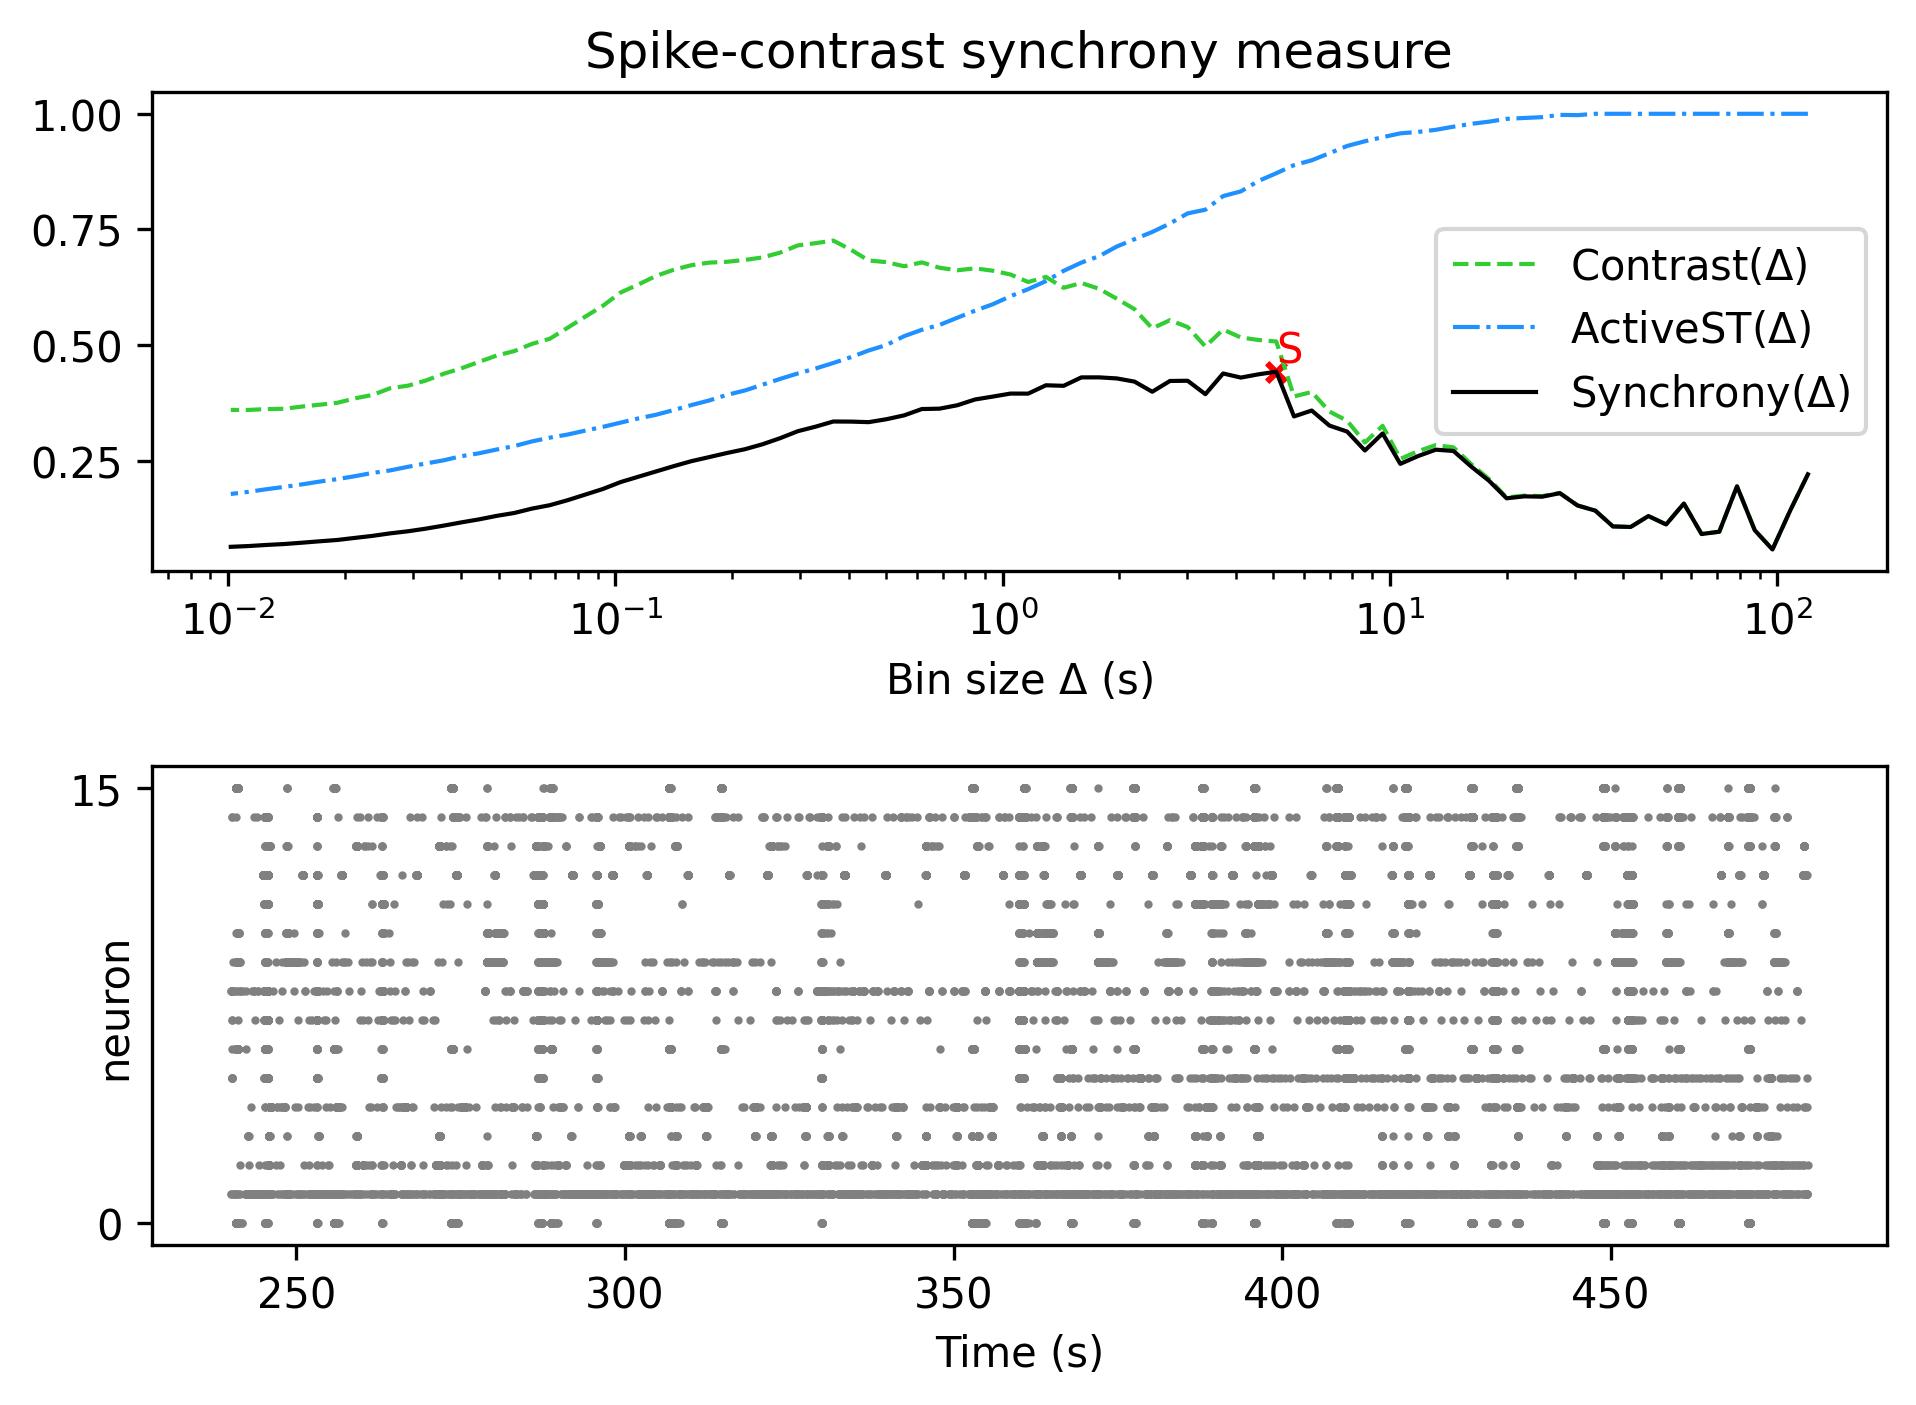 Spike-contrast synchrony measure
1.00
0.75
0.50
0.25
S
Contrast(Δ)
ActiveST(Δ)
Synchrony(Δ)
10⁻² 10⁻¹ 10⁰ 10¹ 10²
Bin size Δ (s)
15
neuron
0
250 300 350 400 450
Time (s)